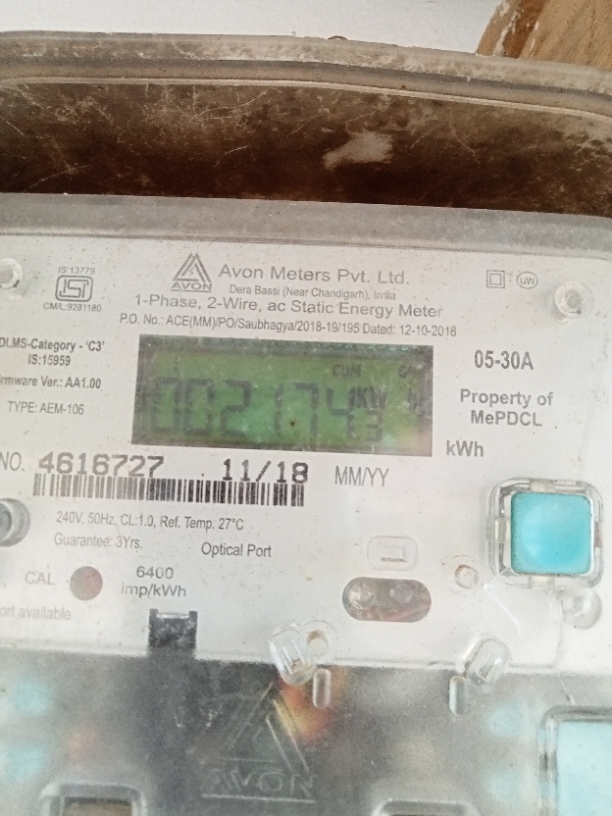 IS 13779
ISI
CM/L:9281180
AVON
Avon Meters Pvt. Ltd.
Dera Bassi (Near Chandigarh), India
1-Phase, 2-Wire, ac Static Energy Meter
P.O. No.: ACE(MM)/PO/Saubhagya/2018-19/195 Dated: 12-10-2018
DLMS-Category - 'C3'
IS:15959
rmware Ver.: AA1.00
TYPE: AEM-106
CUM
002174
KW
3
05-30A
Property of
MePDCL
kWh
NO. 4616727 11/18 MM/YY
240V, 50Hz, CL:1.0, Ref. Temp. 27°C
Guarantee: 3Yrs.
Optical Port
CAL
6400
imp/kWh
ort available
AVON